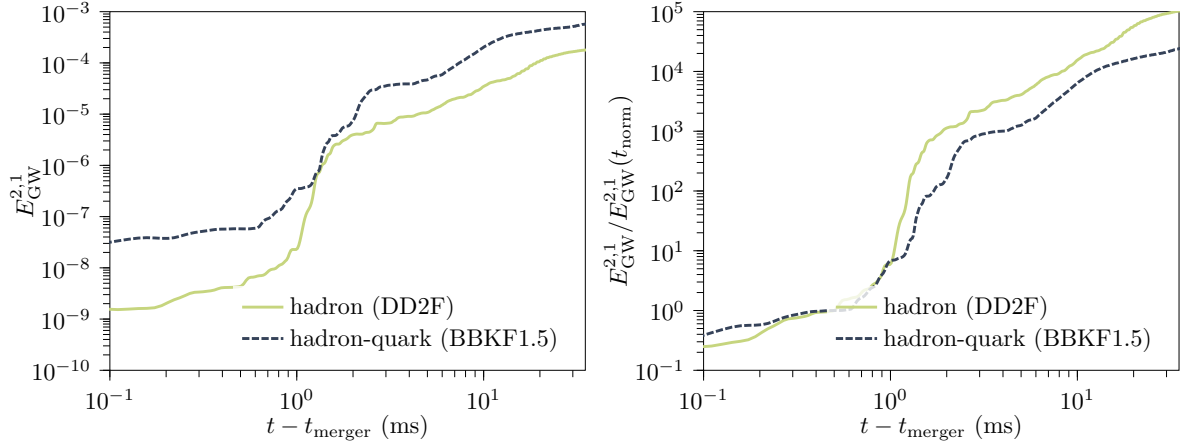 10^−3
10^−4
10^−5
10^−6
10^−7
10^−8
10^−9
10^−10
E_GW^2,1
hadron (DD2F)
hadron-quark (BBKF1.5)
10^−1
10^0
10^1
t − t_merger (ms)
10^5
10^4
10^3
10^2
10^1
10^0
10^−1
E_GW^2,1/E_GW^2,1(t_norm)
hadron (DD2F)
hadron-quark (BBKF1.5)
10^−1
10^0
10^1
t − t_merger (ms)